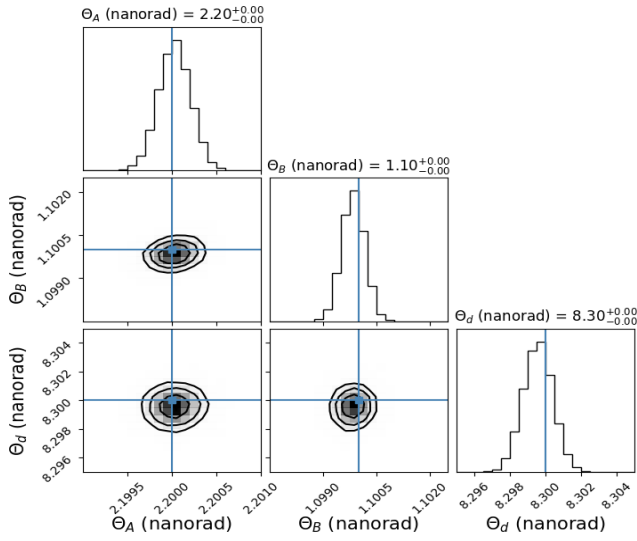 Θ_A (nanorad) = 2.20^{+0.00}_{-0.00}
Θ_B (nanorad) = 1.10^{+0.00}_{-0.00}
1.1020
1.1005
1.0990
Θ_B (nanorad)
Θ_d (nanorad) = 8.30^{+0.00}_{-0.00}
8.304
8.302
8.300
8.298
8.296
Θ_d (nanorad)
2.1995 2.2000 2.2005 2.2010
1.0990 1.1005 1.1020
8.296 8.298 8.300 8.302 8.304
Θ_A (nanorad) Θ_B (nanorad) Θ_d (nanorad)